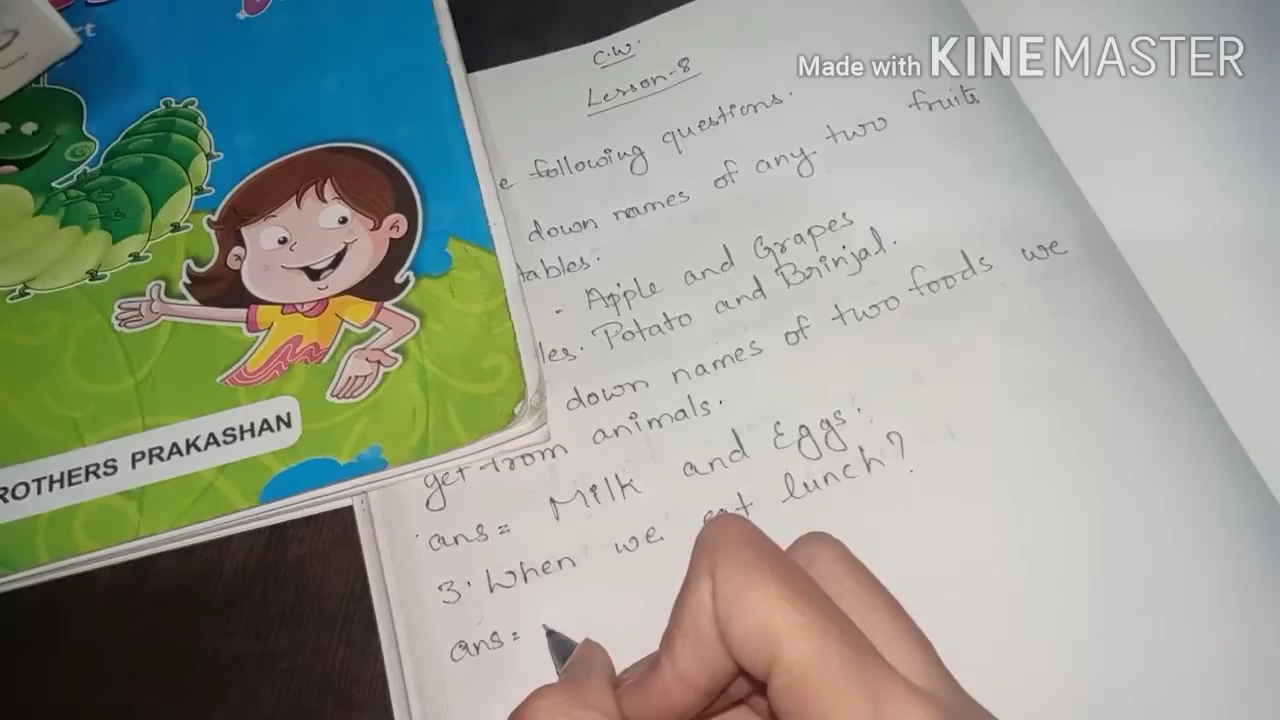 Made with KINEMASTER
C.W.
Lesson-8
e following questions.
down names of any two fruits
tables.
. Apple and Grapes
les. Potato and Brinjal.
down names of two foods we
get from animals.
ans= Milk and Eggs.
3. When we eat lunch?
ans=
ROTHERS PRAKASHAN